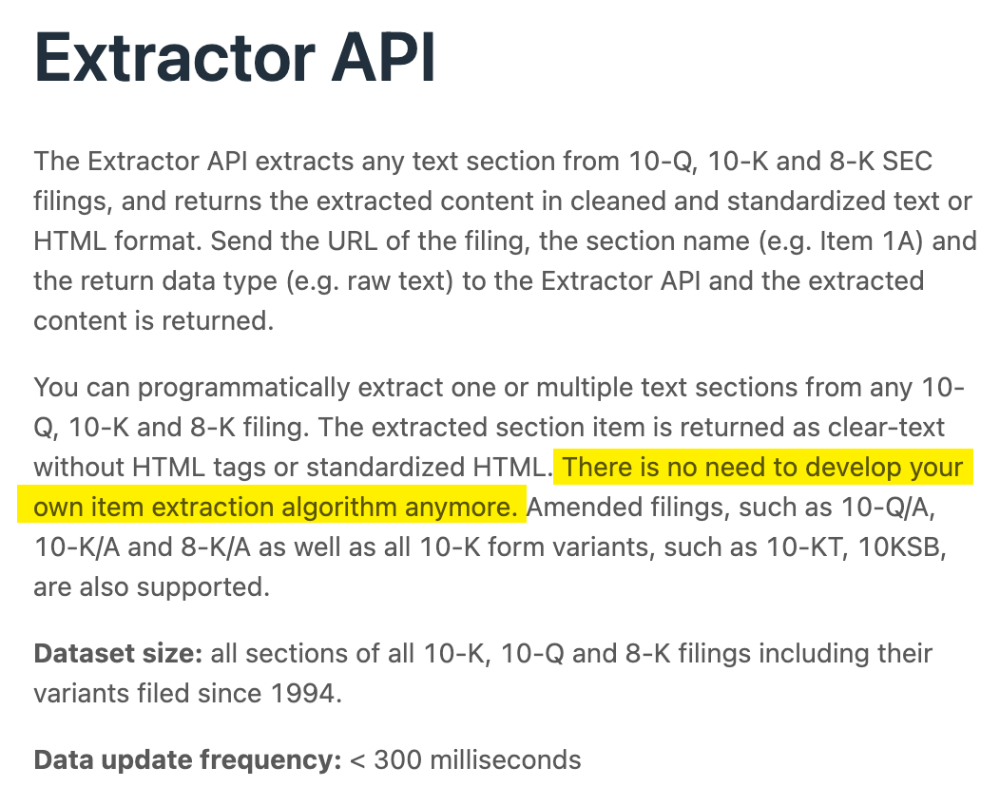 Extractor API
The Extractor API extracts any text section from 10-Q, 10-K and 8-K SEC
filings, and returns the extracted content in cleaned and standardized text or
HTML format. Send the URL of the filing, the section name (e.g. Item 1A) and
the return data type (e.g. raw text) to the Extractor API and the extracted
content is returned.
You can programmatically extract one or multiple text sections from any 10-
Q, 10-K and 8-K filing. The extracted section item is returned as clear-text
without HTML tags or standardized HTML. There is no need to develop your
own item extraction algorithm anymore. Amended filings, such as 10-Q/A,
10-K/A and 8-K/A as well as all 10-K form variants, such as 10-KT, 10KSB,
are also supported.
Dataset size: all sections of all 10-K, 10-Q and 8-K filings including their
variants filed since 1994.
Data update frequency: < 300 milliseconds